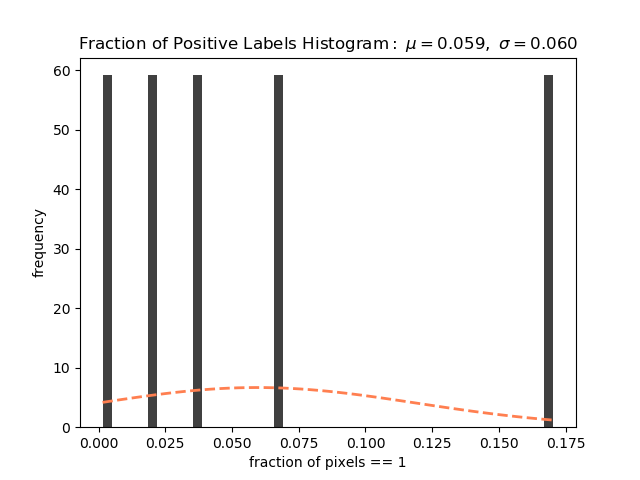 Fraction of Positive Labels Histogram : μ = 0.059, σ = 0.060
60
50
40
30
20
10
0
frequency
0.000 0.025 0.050 0.075 0.100 0.125 0.150 0.175
fraction of pixels == 1